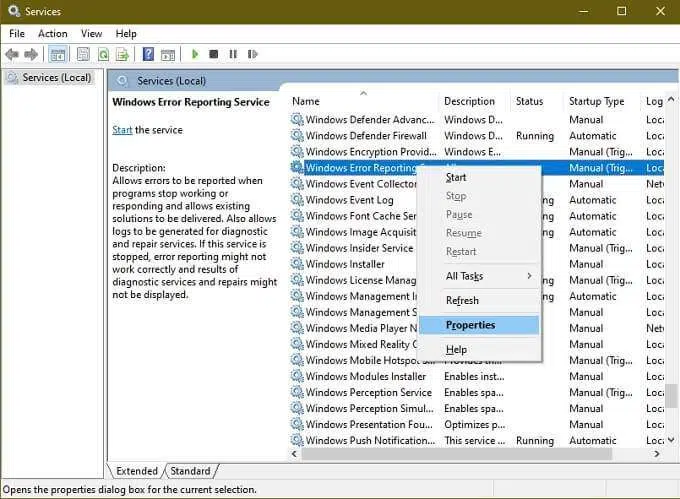 Services
File Action View Help
Services (Local)
Services (Local)
Windows Error Reporting Service
Start the service
Description:
Allows errors to be reported when
programs stop working or
responding and allows existing
solutions to be delivered. Also allows
logs to be generated for diagnostic
and repair services. If this service is
stopped, error reporting might not
work correctly and results of
diagnostic services and repairs might
not be displayed.
Name Description Status Startup Type Log
Windows Defender Advanc... Windows D... Manual Loca
Windows Defender Firewall Windows D... Running Automatic Loca
Windows Encryption Provid... Windows E... Manual (Trig... Loca
Windows Error Reporting Manual (Trig... Loca
Windows Event Collector Manual Net
Windows Event Log Automatic Loca
Windows Font Cache Ser Automatic Loca
Windows Image Acquisit Automatic Loca
Windows Insider Service Manual (Trig... Loca
Windows Installer Manual Loca
Windows License Manag Manual (Trig... Loca
Windows Management I Automatic Loca
Windows Management S Manual Loca
Windows Media Player N Manual Net
Windows Mixed Reality O Manual Loca
Windows Mobile Hotspot S... Provides th... Manual (Trig... Loca
Windows Modules Installer Enables inst... Manual Loca
Windows Perception Service Enables spa... Manual (Trig... Loca
Windows Perception Simul... Enables spa... Manual Loca
Windows Presentation Fou... Optimizes p... Manual Loca
Windows Push Notification... This service ... Running Automatic Loca
Start
Stop
Pause
Resume
Restart
All Tasks
Refresh
Properties
Help
Extended Standard
Opens the properties dialog box for the current selection.